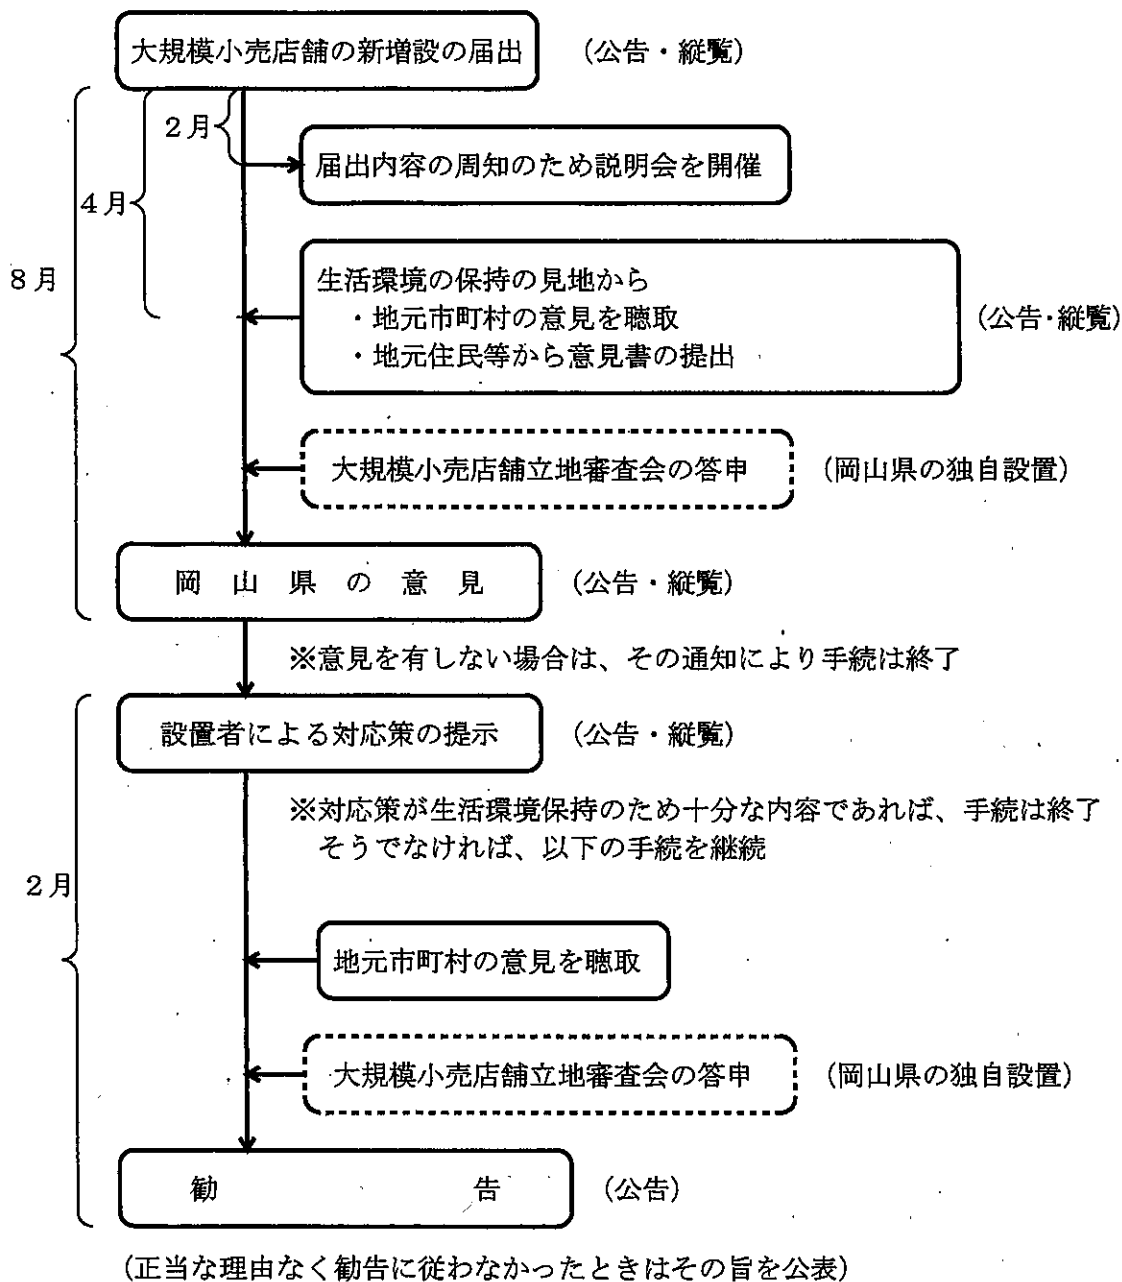 大規模小売店舗の新増設の届出 (公告・縦覧)
2月
届出内容の周知のため説明会を開催
4月
8月
生活環境の保持の見地から
・地元市町村の意見を聴取 (公告・縦覧)
・地元住民等から意見書の提出
大規模小売店舗立地審査会の答申 (岡山県の独自設置)
岡山県の意見 (公告・縦覧)
※意見を有しない場合は、その通知により手続は終了
設置者による対応策の提示 (公告・縦覧)
※対応策が生活環境保持のため十分な内容であれば、手続は終了
そうでなければ、以下の手続を継続
2月
地元市町村の意見を聴取
大規模小売店舗立地審査会の答申 (岡山県の独自設置)
勧告 (公告)
(正当な理由なく勧告に従わなかったときはその旨を公表)